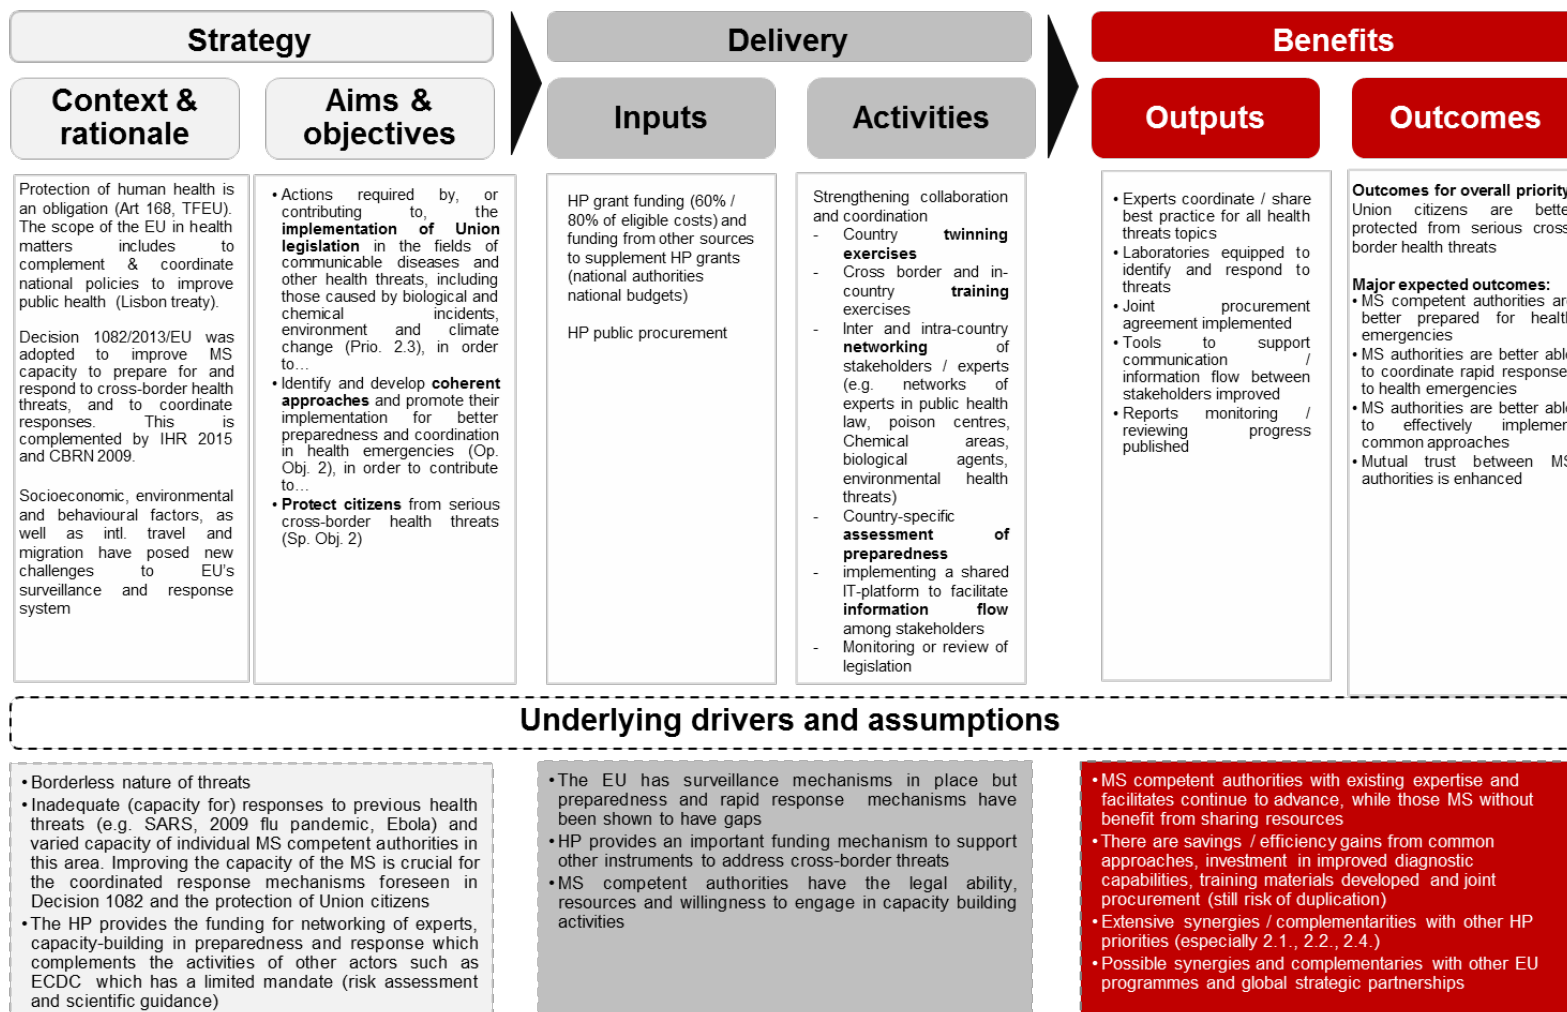 Strategy
Delivery
Benefits
Context &
rationale
Aims &
objectives
Inputs
Activities
Outputs
Outcomes
Protection of human health is
an obligation (Art 168, TFEU).
The scope of the EU in health
matters includes to
complement & coordinate
national policies to improve
public health (Lisbon treaty).
Decision 1082/2013/EU was
adopted to improve MS
capacity to prepare for and
respond to cross-border health
threats, and to coordinate
responses. This is
complemented by IHR 2015
and CBRN 2009.
Socioeconomic, environmental
and behavioural factors, as
well as intl. travel and
migration have posed new
challenges to EU's
surveillance and response
system
• Actions required by, or
contributing to, the
implementation of Union
legislation in the fields of
communicable diseases and
other health threats, including
those caused by biological and
chemical incidents,
environment and climate
change (Prio. 2.3), in order
to…
• Identify and develop coherent
approaches and promote their
implementation for better
preparedness and coordination
in health emergencies (Op.
Obj. 2), in order to contribute
to…
• Protect citizens from serious
cross-border health threats
(Sp. Obj. 2)
HP grant funding (60% /
80% of eligible costs) and
funding from other sources
to supplement HP grants
(national authorities
national budgets)
HP public procurement
Strengthening collaboration
and coordination
- Country twinning
exercises
- Cross border and in-
country training
exercises
- Inter and intra-country
networking of
stakeholders / experts
(e.g. networks of
experts in public health
law, poison centres,
Chemical areas,
biological agents,
environmental health
threats)
- Country-specific
assessment of
preparedness
- implementing a shared
IT-platform to facilitate
information flow
among stakeholders
- Monitoring or review of
legislation
• Experts coordinate / share
best practice for all health
threats topics
• Laboratories equipped to
identify and respond to
threats
• Joint procurement
agreement implemented
• Tools to support
communication /
information flow between
stakeholders improved
• Reports monitoring /
reviewing progress
published
Outcomes for overall priority
Union citizens are bette
protected from serious cross
border health threats
Major expected outcomes:
• MS competent authorities are
better prepared for health
emergencies
• MS authorities are better able
to coordinate rapid response
to health emergencies
• MS authorities are better able
to effectively implemen
common approaches
• Mutual trust between MS
authorities is enhanced
Underlying drivers and assumptions
• Borderless nature of threats
• Inadequate (capacity for) responses to previous health
threats (e.g. SARS, 2009 flu pandemic, Ebola) and
varied capacity of individual MS competent authorities in
this area. Improving the capacity of the MS is crucial for
the coordinated response mechanisms foreseen in
Decision 1082 and the protection of Union citizens
• The HP provides the funding for networking of experts,
capacity-building in preparedness and response which
complements the activities of other actors such as
ECDC which has a limited mandate (risk assessment
and scientific guidance)
• The EU has surveillance mechanisms in place but
preparedness and rapid response mechanisms have
been shown to have gaps
• HP provides an important funding mechanism to support
other instruments to address cross-border threats
• MS competent authorities have the legal ability,
resources and willingness to engage in capacity building
activities
• MS competent authorities with existing expertise and
facilitates continue to advance, while those MS without
benefit from sharing resources
• There are savings / efficiency gains from common
approaches, investment in improved diagnostic
capabilities, training materials developed and joint
procurement (still risk of duplication)
• Extensive synergies / complementarities with other HP
priorities (especially 2.1., 2.2., 2.4.)
• Possible synergies and complementaries with other EU
programmes and global strategic partnerships